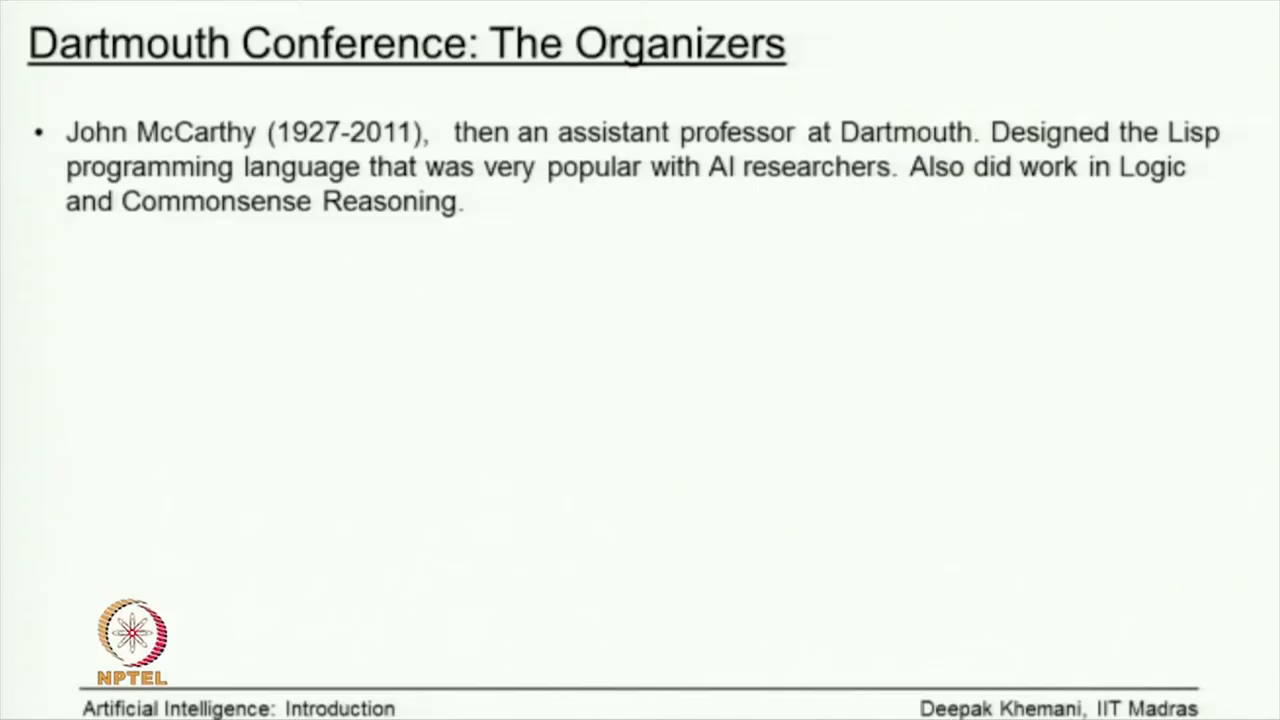 Dartmouth Conference: The Organizers
• John McCarthy (1927-2011), then an assistant professor at Dartmouth. Designed the Lisp
programming language that was very popular with AI researchers. Also did work in Logic
and Commonsense Reasoning.
NPTEL
Artificial Intelligence: Introduction
Deepak Khemani, IIT Madras